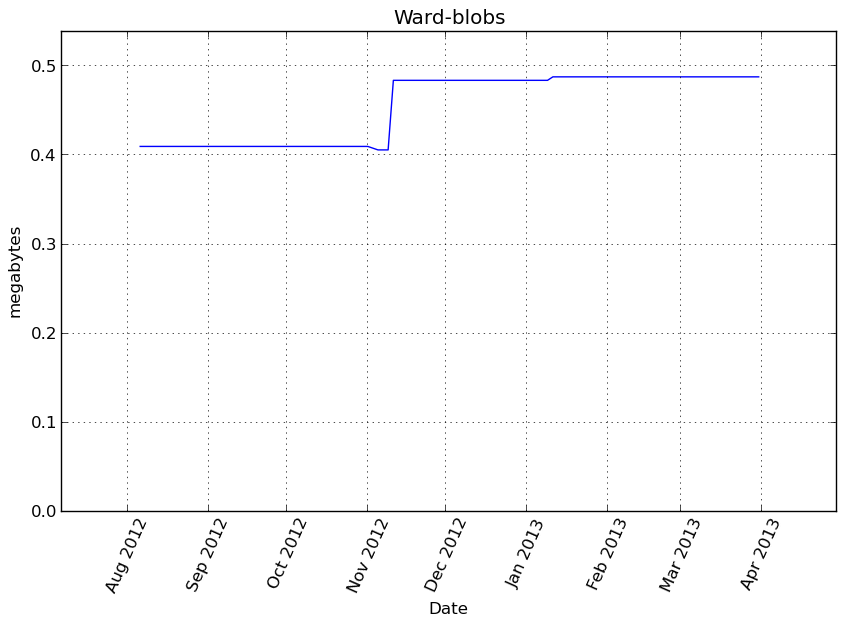 Ward-blobs
0.5
0.4
0.3
0.2
0.1
0.0
megabytes
Aug 2012
Sep 2012
Oct 2012
Nov 2012
Dec 2012
Jan 2013
Feb 2013
Mar 2013
Apr 2013
Date